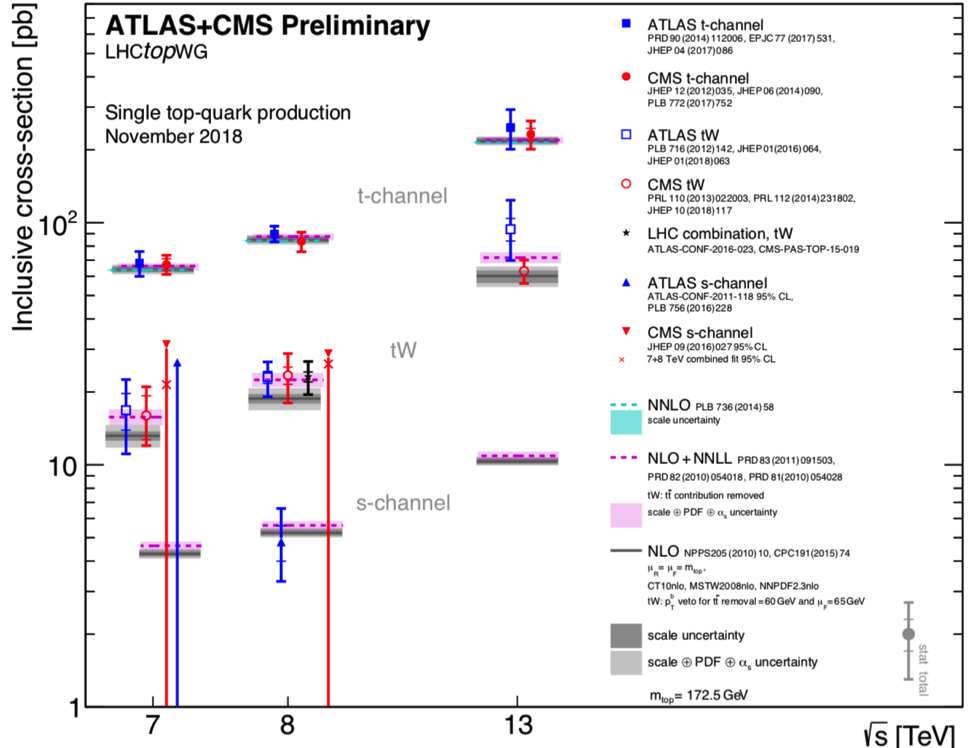 Inclusive cross-section [pb]
ATLAS+CMS Preliminary
LHCtopWG
Single top-quark production
November 2018
10²
10
1
t-channel
tW
s-channel
7
8
13
√s [TeV]
ATLAS t-channel
PRD 90 (2014) 112006, EPJC 77 (2017) 531,
JHEP 04 (2017) 086
CMS t-channel
JHEP 12 (2012) 035, JHEP 06 (2014) 090,
PLB 772 (2017) 752
ATLAS tW
PLB 716 (2012) 142, JHEP 01 (2016) 064,
JHEP 01 (2018) 063
CMS tW
PRL 110 (2013) 022003, PRL 112 (2014) 231802,
JHEP 10 (2018) 117
LHC combination, tW
ATLAS-CONF-2016-023, CMS-PAS-TOP-15-019
ATLAS s-channel
ATLAS-CONF-2011-118 95% CL,
PLB 756 (2016) 228
CMS s-channel
JHEP 09 (2016) 027 95% CL
7+8 TeV combined fit 95% CL
NNLO PLB 736 (2014) 58
scale uncertainty
NLO + NNLL PRD 83 (2011) 091503,
PRD 82 (2010) 054018, PRD 81 (2010) 054028
tW: tt̄ contribution removed
scale ⊕ PDF ⊕ αs uncertainty
NLO NPPS205 (2010) 10, CPC191 (2015) 74
μR = μF = mtop,
CT10nlo, MSTW2008nlo, NNPDF2.3nlo
tW: pTb veto for tt̄ removal = 60 GeV and μF = 65 GeV
scale uncertainty
scale ⊕ PDF ⊕ αs uncertainty
mtop = 172.5 GeV
stat total